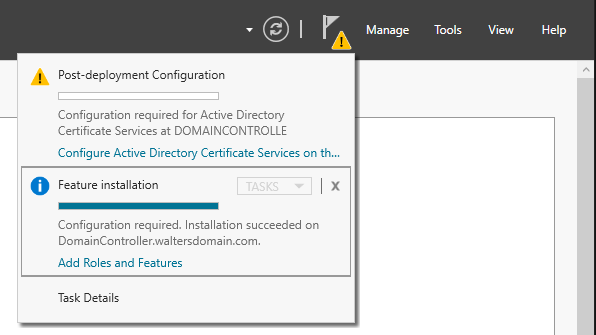 Manage Tools View Help
Post-deployment Configuration
Configuration required for Active Directory
Certificate Services at DOMAINCONTROLLE
Configure Active Directory Certificate Services on th...
Feature installation TASKS X
Configuration required. Installation succeeded on
DomainController.waltersdomain.com.
Add Roles and Features
Task Details